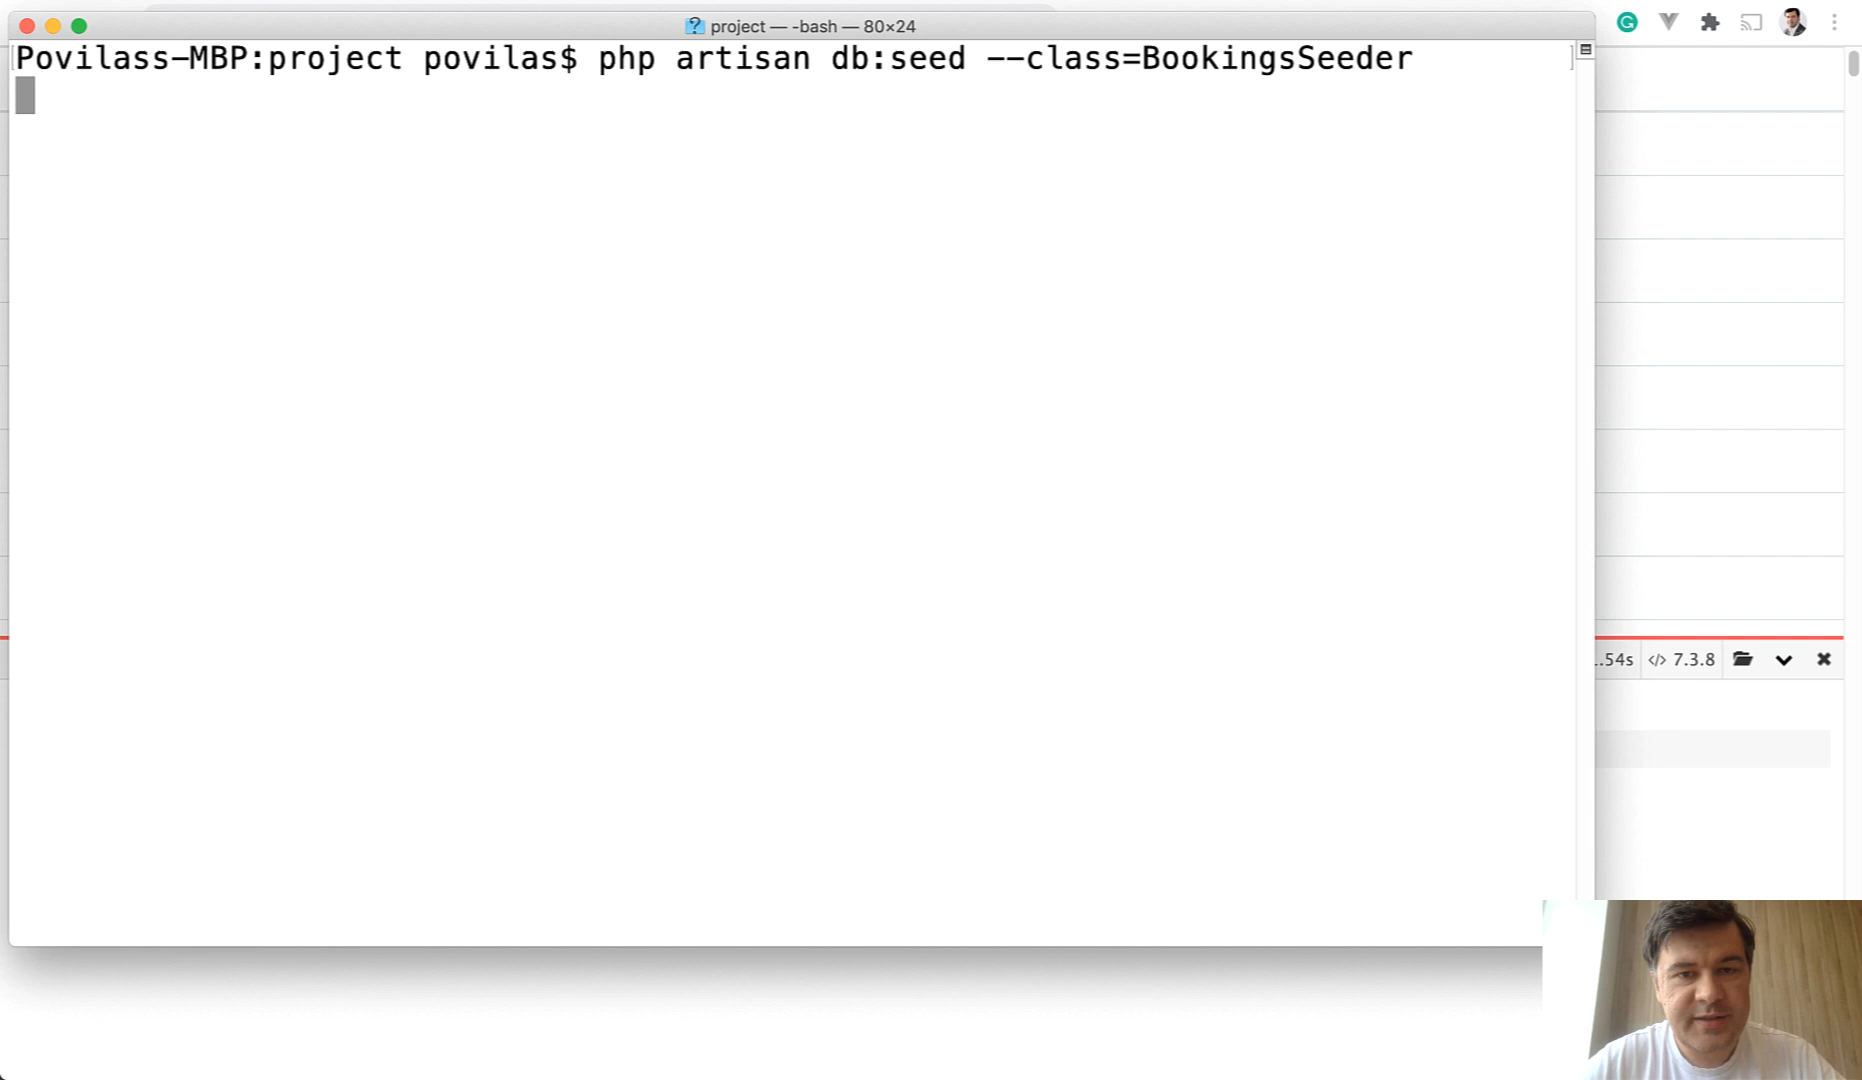 project — -bash — 80×24
Povilass-MBP:project povilas$ php artisan db:seed --class=BookingsSeeder
.54s </> 7.3.8